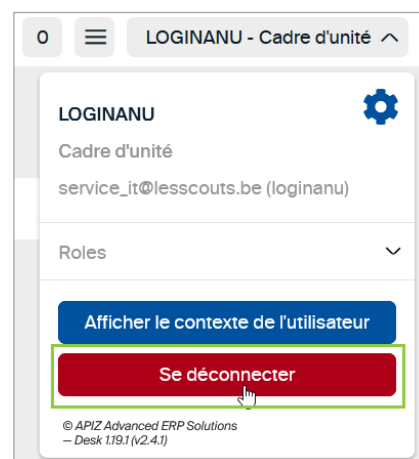 0 LOGINANU - Cadre d'unité
LOGINANU
Cadre d'unité
service_it@lesscouts.be (loginanu)
Roles
Afficher le contexte de l'utilisateur
Se déconnecter
© APIZ Advanced ERP Solutions
— Desk 1.19.1 (v2.4.1)